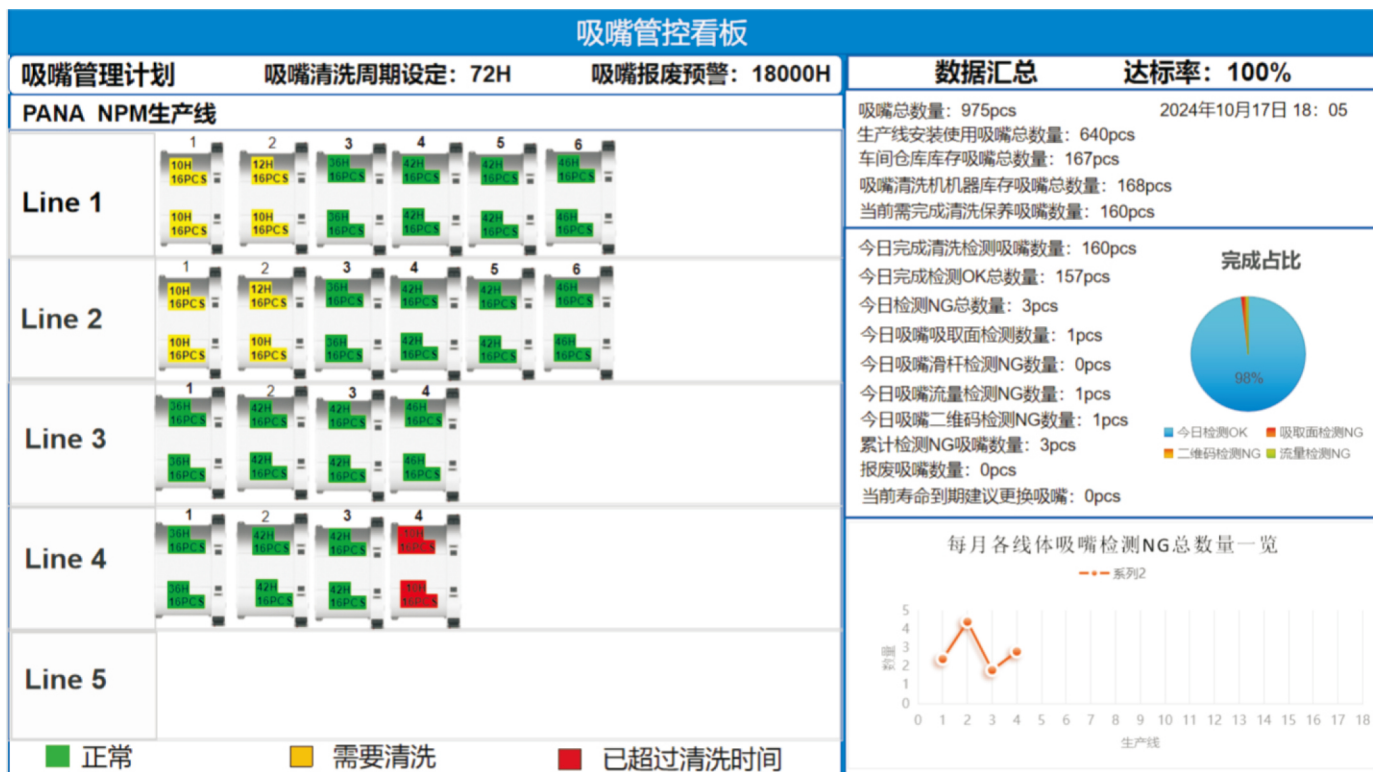 吸嘴管控看板
吸嘴管理计划 吸嘴清洗周期设定：72H 吸嘴报废预警：18000H
PANA NPM生产线
Line 1
1 2 3 4 5 6
10H 12H 36H 42H 42H 46H
16PCS 16PCS 16PCS 16PCS 16PCS 16PCS
10H 10H 36H 42H 42H 46H
16PCS 16PCS 16PCS 16PCS 16PCS 16PCS
Line 2
1 2 3 4 5 6
10H 12H 36H 42H 42H 46H
16PCS 16PCS 16PCS 16PCS 16PCS 16PCS
10H 10H 36H 42H 42H 46H
16PCS 16PCS 16PCS 16PCS 16PCS 16PCS
Line 3
1 2 3 4
36H 42H 42H 46H
16PCS 16PCS 16PCS 16PCS
36H 42H 42H 46H
16PCS 16PCS 16PCS 16PCS
Line 4
1 2 3 4
36H 42H 42H
16PCS 16PCS 16PCS 16PCS
36H 42H 42H
16PCS 16PCS 16PCS 16PCS
Line 5
正常 需要清洗 已超过清洗时间
数据汇总 达标率：100%
吸嘴总数量：975pcs 2024年10月17日 18：05
生产线安装使用吸嘴总数量：640pcs
车间仓库库存吸嘴总数量：167pcs
吸嘴清洗机机器库存吸嘴总数量：168pcs
当前需完成清洗保养吸嘴数量：160pcs
今日完成清洗检测吸嘴数量：160pcs
今日完成检测OK总数量：157pcs
今日检测NG总数量：3pcs
今日吸嘴吸取面检测数量：1pcs
今日吸嘴滑杆检测NG数量：0pcs
今日吸嘴流量检测NG数量：1pcs
今日吸嘴二维码检测NG数量：1pcs
累计检测NG吸嘴数量：3pcs
报废吸嘴数量：0pcs
当前寿命到期建议更换吸嘴：0pcs
完成占比
98%
今日检测OK 吸取面检测NG
二维码检测NG 流量检测NG
每月各线体吸嘴检测NG总数量一览
系列2
数量
5
4
3
2
1
0
0 1 2 3 4 5 6 7 8 9 10 11 12 13 14 15 16 17 18
生产线